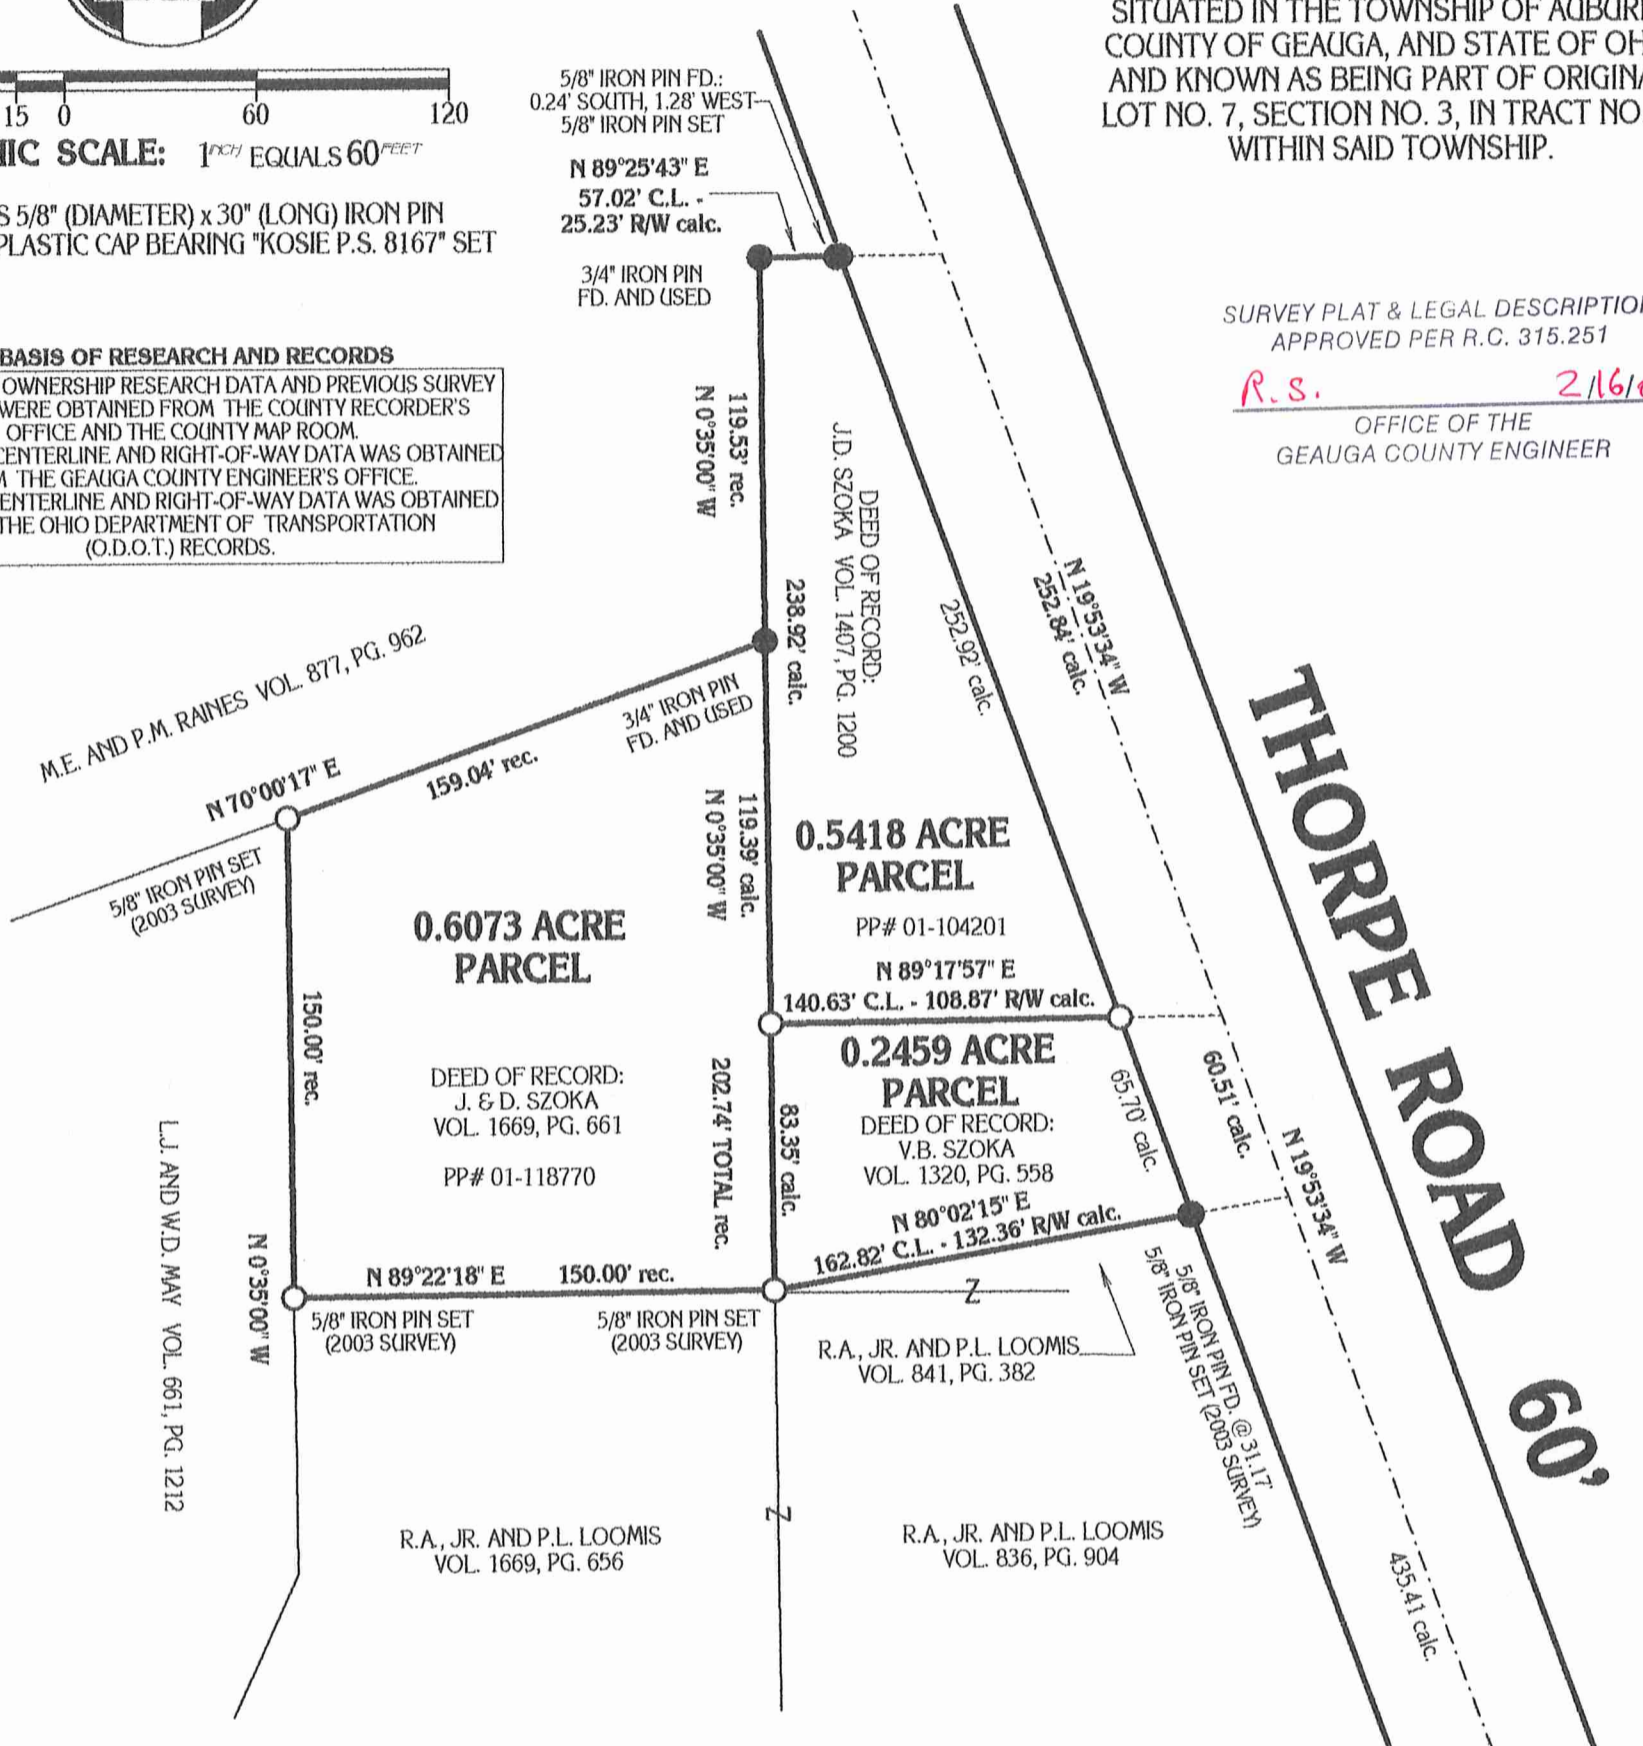 SITUATED IN THE TOWNSHIP OF AUBUR
COUNTY OF GEAUGA, AND STATE OF OH
AND KNOWN AS BEING PART OF ORIGINA
LOT NO. 7, SECTION NO. 3, IN TRACT NO
WITHIN SAID TOWNSHIP.
15 0 60 120
IC SCALE: 1 INCH EQUALS 60 FEET
S 5/8" (DIAMETER) x 30" (LONG) IRON PIN
PLASTIC CAP BEARING "KOSIE P.S. 8167" SET
5/8" IRON PIN FD.:
0.24' SOUTH, 1.28' WEST
5/8" IRON PIN SET
N 89°25'43" E
57.02' C.L. -
25.23' R/W calc.
3/4" IRON PIN
FD. AND USED
SURVEY PLAT & LEGAL DESCRIPTION
APPROVED PER R.C. 315.251
R.S. 2/16/
OFFICE OF THE
GEAUGA COUNTY ENGINEER
BASIS OF RESEARCH AND RECORDS
OWNERSHIP RESEARCH DATA AND PREVIOUS SURVEY
WERE OBTAINED FROM THE COUNTY RECORDER'S
OFFICE AND THE COUNTY MAP ROOM.
CENTERLINE AND RIGHT-OF-WAY DATA WAS OBTAINED
M THE GEAUGA COUNTY ENGINEER'S OFFICE.
ENTERLINE AND RIGHT-OF-WAY DATA WAS OBTAINED
THE OHIO DEPARTMENT OF TRANSPORTATION
(O.D.O.T.) RECORDS.
119.53' rec.
N 0°35'00" W
238.92' calc.
DEED OF RECORD:
J.D. SZOKA VOL. 1407, PG. 1200
252.92' calc.
N 19°53'34" W
252.84' calc.
M.E. AND P.M. RAINES VOL. 877, PG. 962
3/4" IRON PIN
FD. AND USED
N 70°00'17" E
159.04' rec.
5/8" IRON PIN SET
(2003 SURVEY)
119.39' calc.
N 0°35'00" W
0.5418 ACRE
PARCEL
PP# 01-104201
N 89°17'57" E
140.63' C.L. - 108.87' R/W calc.
THORPE ROAD 60'
0.6073 ACRE
PARCEL
150.00' rec.
DEED OF RECORD:
J. & D. SZOKA
VOL. 1669, PG. 661
PP# 01-118770
202.74' TOTAL rec.
83.35' calc.
0.2459 ACRE
PARCEL
DEED OF RECORD:
V.B. SZOKA
VOL. 1320, PG. 558
N 80°02'15" E
162.82' C.L. - 132.36' R/W calc.
65.70' calc.
60.51' calc.
N 19°53'34" W
L.J. AND W.D. MAY VOL. 661, PG. 1212
N 0°35'00" W
N 89°22'18" E 150.00' rec.
5/8" IRON PIN SET
(2003 SURVEY)
5/8" IRON PIN SET
(2003 SURVEY)
Z
R.A., JR. AND P.L. LOOMIS
VOL. 841, PG. 382
5/8" IRON PIN FD. @ 31.17'
5/8" IRON PIN SET (2003 SURVEY)
Z
R.A., JR. AND P.L. LOOMIS
VOL. 1669, PG. 656
R.A., JR. AND P.L. LOOMIS
VOL. 836, PG. 904
435.41 calc.